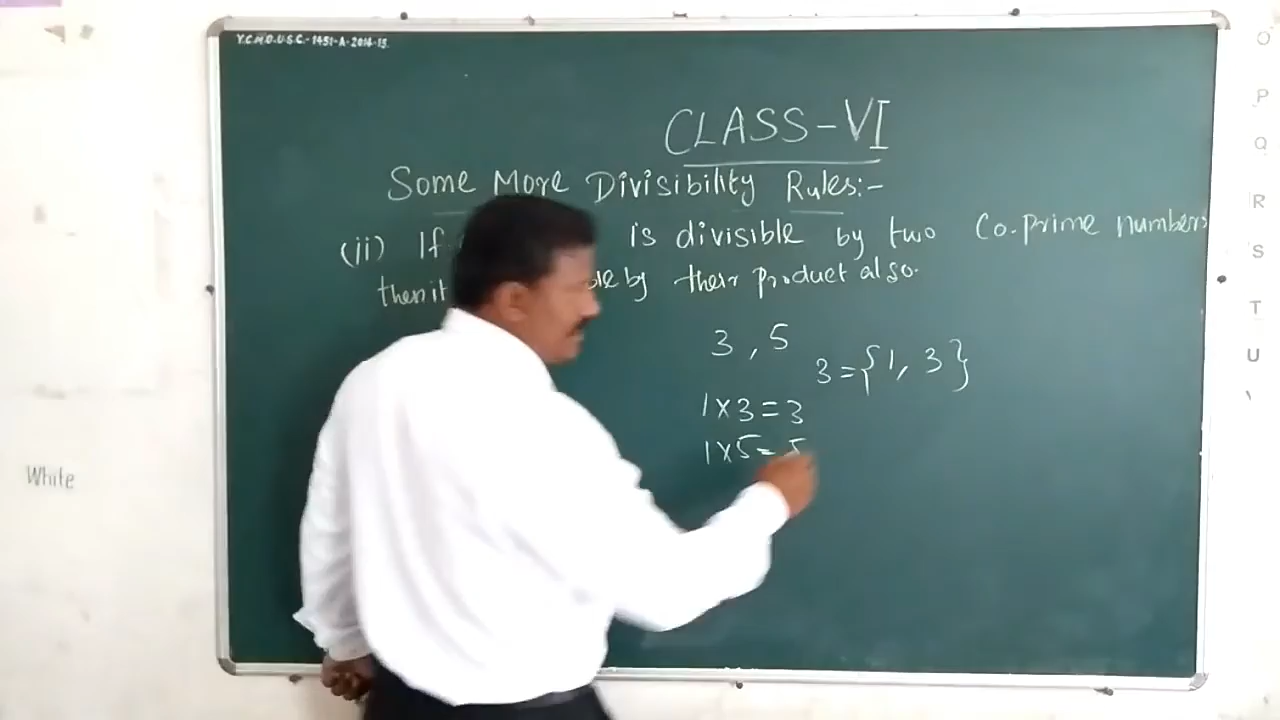 Y.C.M.O.U.S.C.-1451-A-2014-15.
CLASS-VI
Some More Divisibility Rules:-
(ii) If is divisible by two Co-prime numbers
then it by their product also.
3 , 5
3={1, 3}
1×3=3
1×5=5
White
O
P
Q
R
S
T
U
V